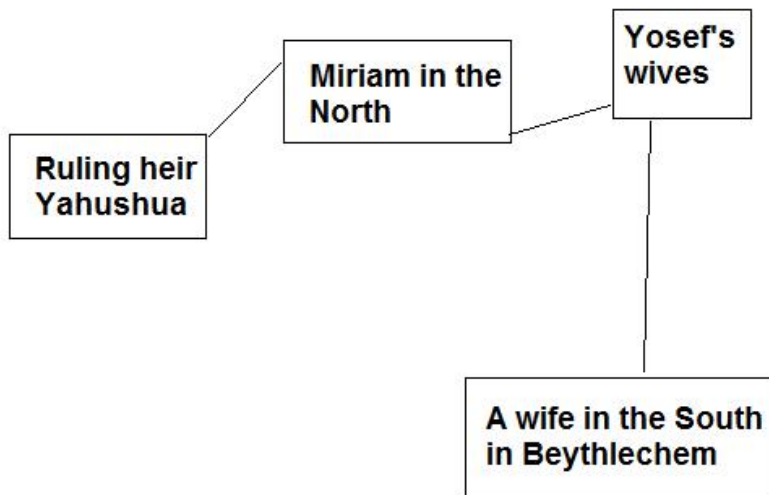 Yosef's
wives
Miriam in the
North
Ruling heir
Yahushua
A wife in the South
in Beythlechem